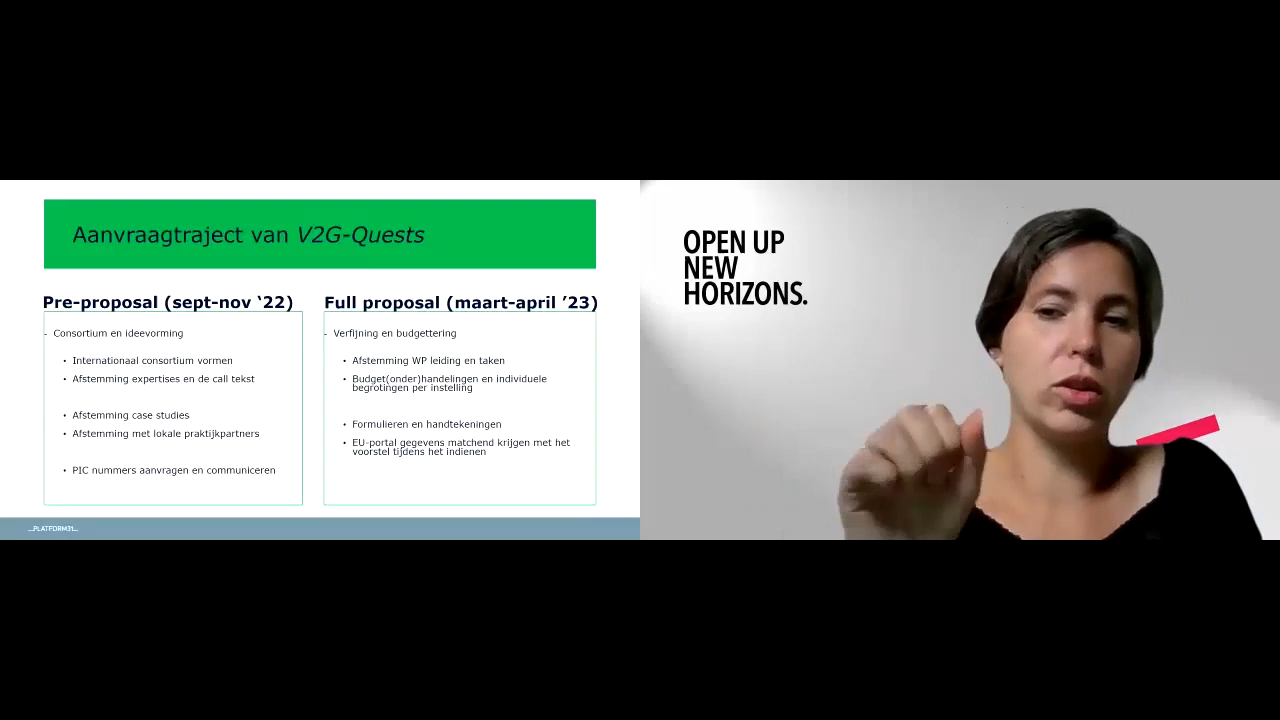 Aanvraagtraject van V2G-Quests
Pre-proposal (sept-nov ‘22)
- Consortium en ideevorming
• Internationaal consortium vormen
• Afstemming expertises en de call tekst
• Afstemming case studies
• Afstemming met lokale praktijkpartners
• PIC nummers aanvragen en communiceren
Full proposal (maart-april ’23)
- Verfijning en budgettering
• Afstemming WP leiding en taken
• Budget(onder)handelingen en individuele
begrotingen per instelling
• Formulieren en handtekeningen
• EU-portal gegevens matchend krijgen met het
voorstel tijdens het indienen
_PLATFORM31_
OPEN UP
NEW
HORIZONS.